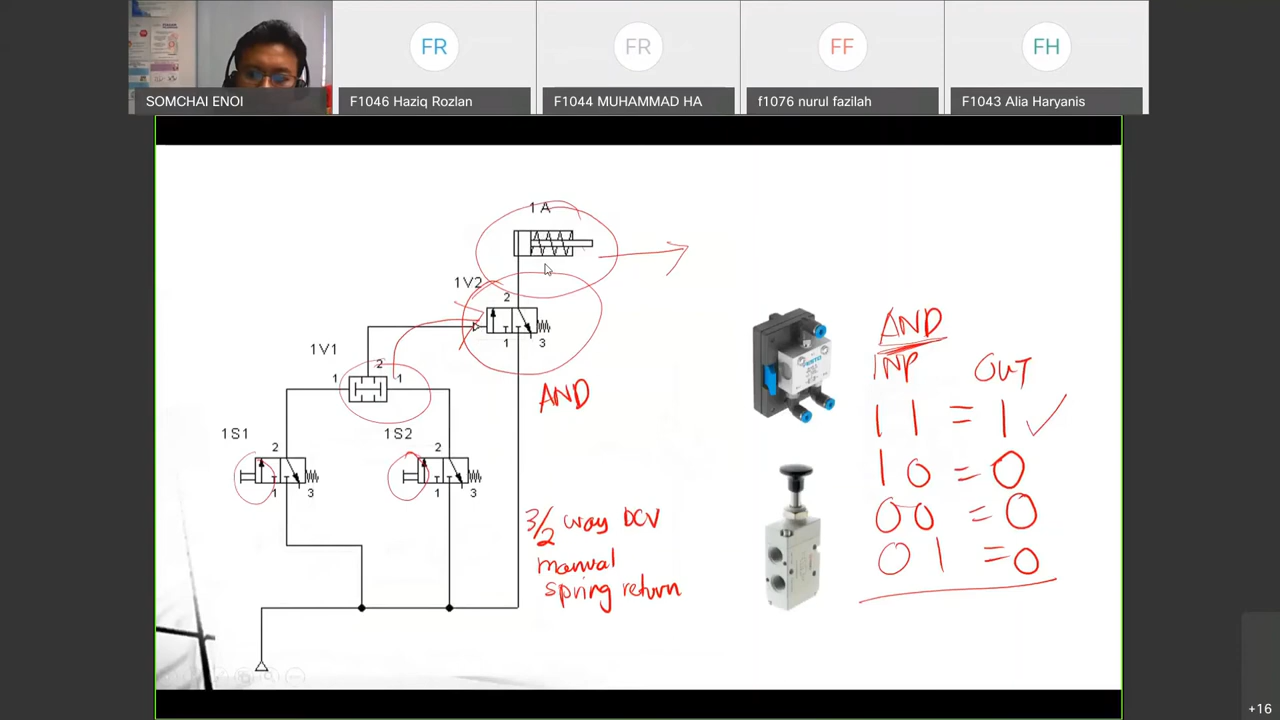 FR
FR
FF
FH
SOMCHAI ENOI
F1046 Haziq Rozlan
F1044 MUHAMMAD HA
f1076 nurul fazilah
F1043 Alia Haryanis
1 A
1V2
2
1
3
1V1
2
1
1
AND
1S1
2
1
3
1S2
2
1
3
3/2 way DCV
manual
spring return
FESTO
AND
INP OUT
1 1 = 1 ✓
1 0 = 0
0 0 = 0
0 1 = 0
+16